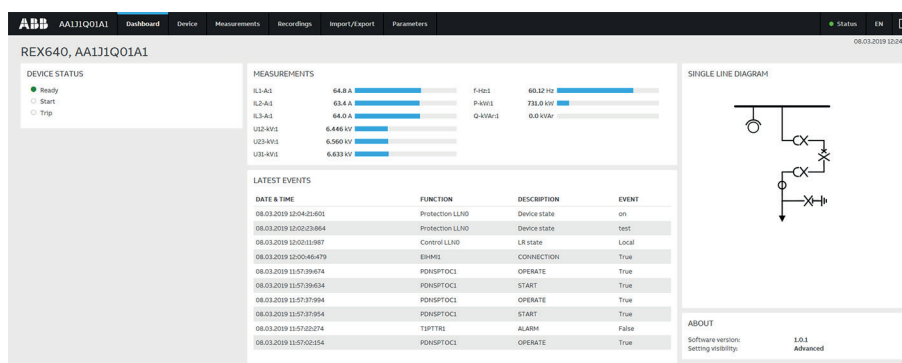 ABB AA1J1Q01A1 Dashboard Device Measurements Recordings Import/Export Parameters Status EN
08.03.2019 12:24
REX640, AA1J1Q01A1
DEVICE STATUS
Ready
Start
Trip
MEASUREMENTS
IL1-A:1 64.8 A
IL2-A:1 63.4 A
IL3-A:1 64.0 A
U12-kV:1 6.446 kV
U23-kV:1 6.560 kV
U31-kV:1 6.633 kV
f-Hz:1 60.12 Hz
P-kW:1 731.0 kW
Q-kVAr:1 0.0 kVAr
LATEST EVENTS
DATE & TIME FUNCTION DESCRIPTION EVENT
08.03.2019 12:04:21:601 Protection LLN0 Device state on
08.03.2019 12:02:23:864 Protection LLN0 Device state test
08.03.2019 12:02:11:987 Control LLN0 LR state Local
08.03.2019 12:00:46:479 EIHMI1 CONNECTION True
08.03.2019 11:57:39:674 PDNSPTOC1 OPERATE True
08.03.2019 11:57:39:634 PDNSPTOC1 START True
08.03.2019 11:57:37:994 PDNSPTOC1 OPERATE True
08.03.2019 11:57:37:954 PDNSPTOC1 START True
08.03.2019 11:57:22:274 T1PTTR1 ALARM False
08.03.2019 11:57:02:154 PDNSPTOC1 OPERATE True
SINGLE LINE DIAGRAM
ABOUT
Software version: 1.0.1
Setting visibility: Advanced